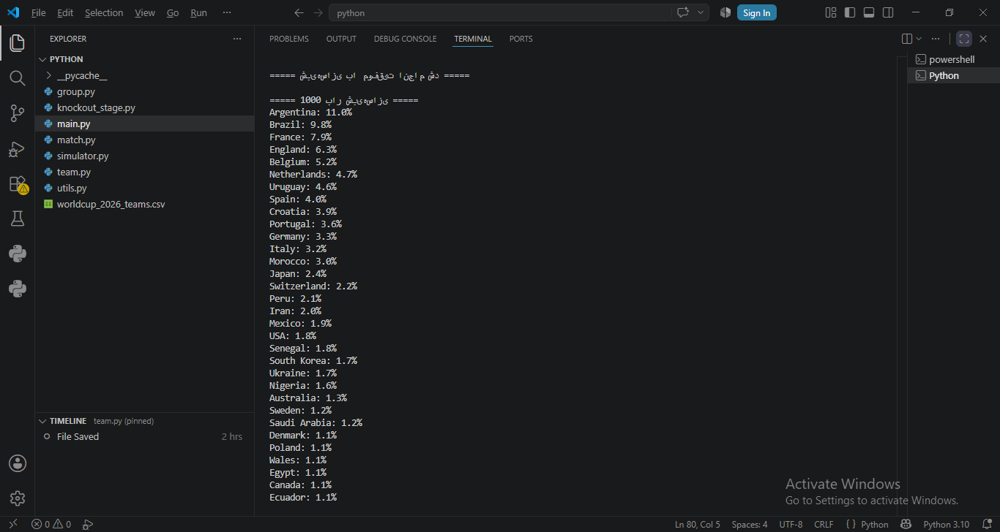 File Edit Selection View Go Run ···
python
Sign In
EXPLORER ···
PYTHON
__pycache__
group.py
knockout_stage.py
main.py
match.py
simulator.py
team.py
utils.py
worldcup_2026_teams.csv
TIMELINE team.py (pinned)
File Saved 2 hrs
PROBLEMS OUTPUT DEBUG CONSOLE TERMINAL PORTS ···
===== شبیه‌سازی با موفقیت انجام شد =====
===== 1000 بار شبیه‌سازی =====
Argentina: 11.0%
Brazil: 9.8%
France: 7.9%
England: 6.3%
Belgium: 5.2%
Netherlands: 4.7%
Uruguay: 4.6%
Spain: 4.0%
Croatia: 3.9%
Portugal: 3.6%
Germany: 3.3%
Italy: 3.2%
Morocco: 3.0%
Japan: 2.4%
Switzerland: 2.2%
Peru: 2.1%
Iran: 2.0%
Mexico: 1.9%
USA: 1.8%
Senegal: 1.8%
South Korea: 1.7%
Ukraine: 1.7%
Nigeria: 1.6%
Australia: 1.3%
Sweden: 1.2%
Saudi Arabia: 1.2%
Denmark: 1.1%
Poland: 1.1%
Wales: 1.1%
Egypt: 1.1%
Canada: 1.1%
Ecuador: 1.1%
powershell
Python
Activate Windows
Go to Settings to activate Windows.
0 0
Ln 80, Col 5 Spaces: 4 UTF-8 CRLF { } Python Python 3.10